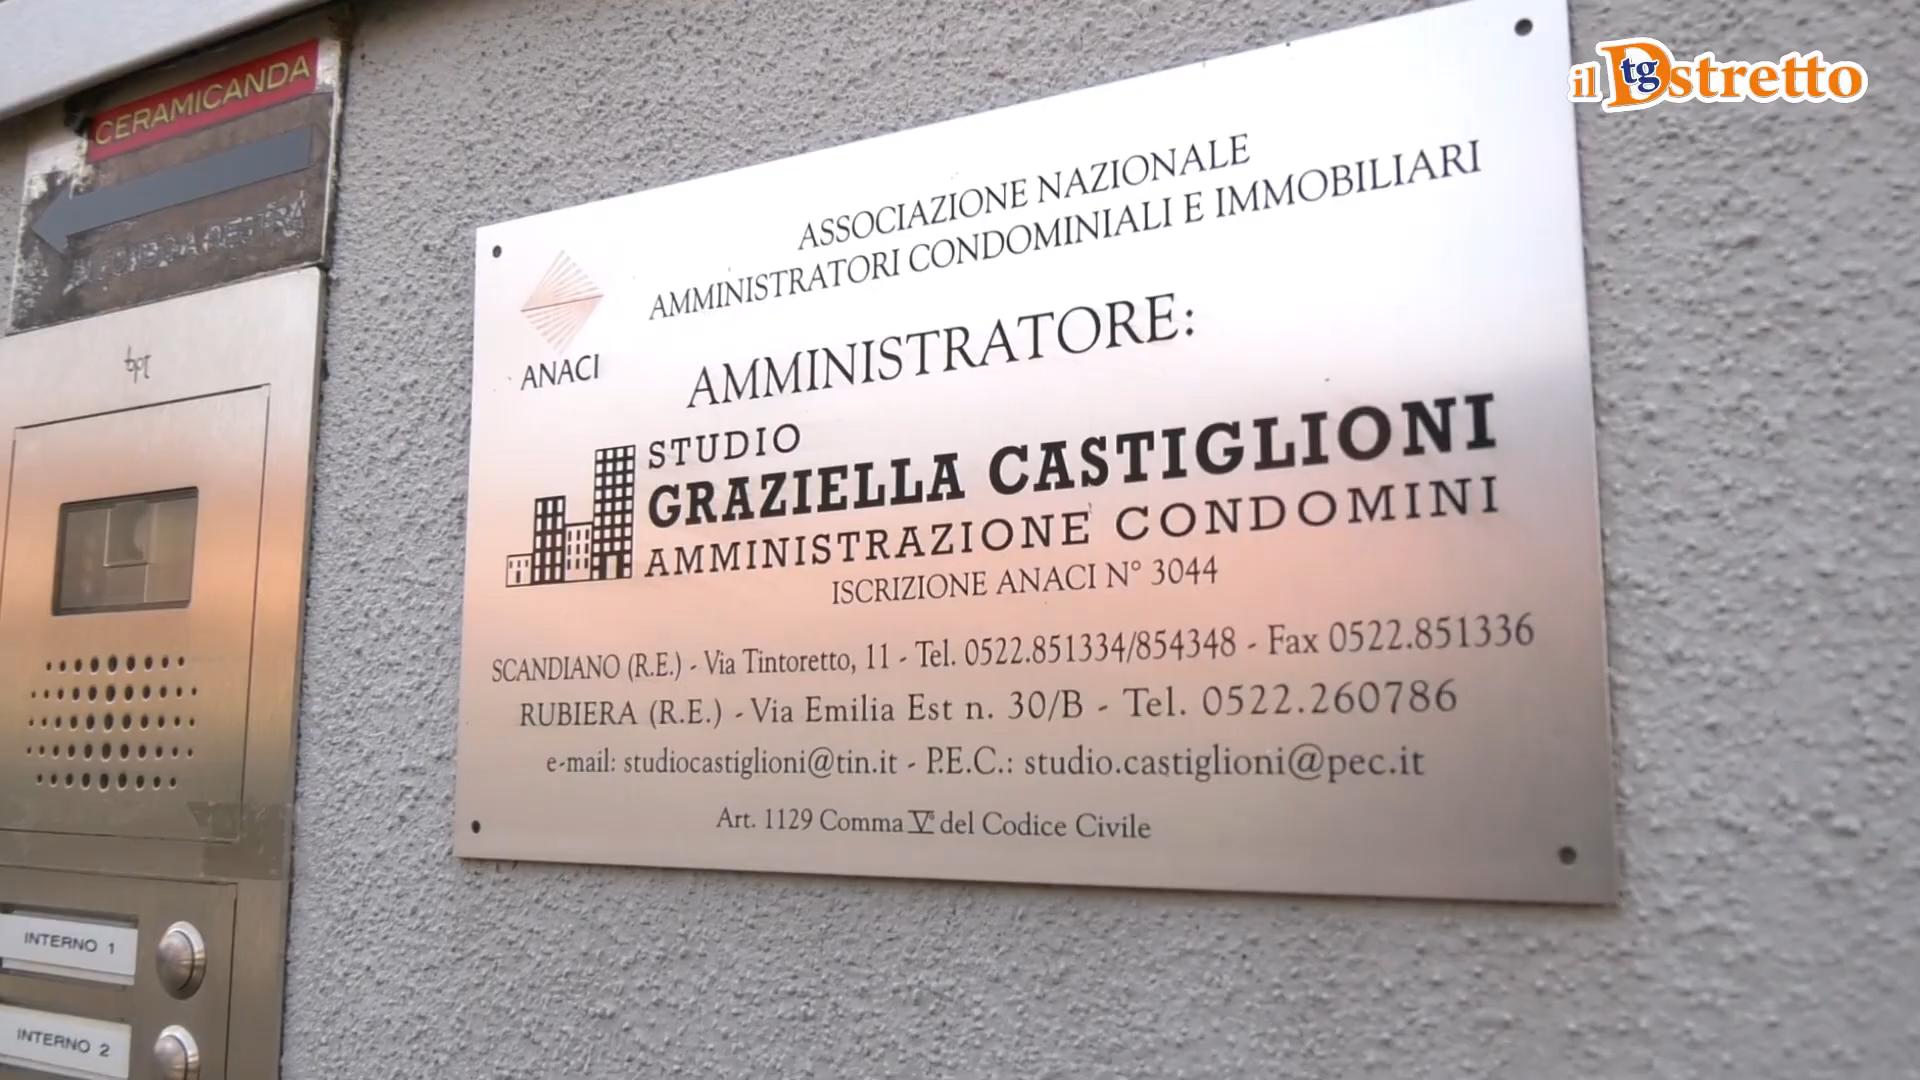 il Dstretto
tg
CERAMICANDA
bpt
ASSOCIAZIONE NAZIONALE
AMMINISTRATORI CONDOMINIALI E IMMOBILIARI
ANACI
AMMINISTRATORE:
STUDIO
GRAZIELLA CASTIGLIONI
AMMINISTRAZIONE CONDOMINI
ISCRIZIONE ANACI N° 3044
SCANDIANO (R.E.) - Via Tintoretto, 11 - Tel. 0522.851334/854348 - Fax 0522.851336
RUBIERA (R.E.) - Via Emilia Est n. 30/B - Tel. 0522.260786
e-mail: studiocastiglioni@tin.it - P.E.C.: studio.castiglioni@pec.it
Art. 1129 Comma V° del Codice Civile
INTERNO 1
INTERNO 2